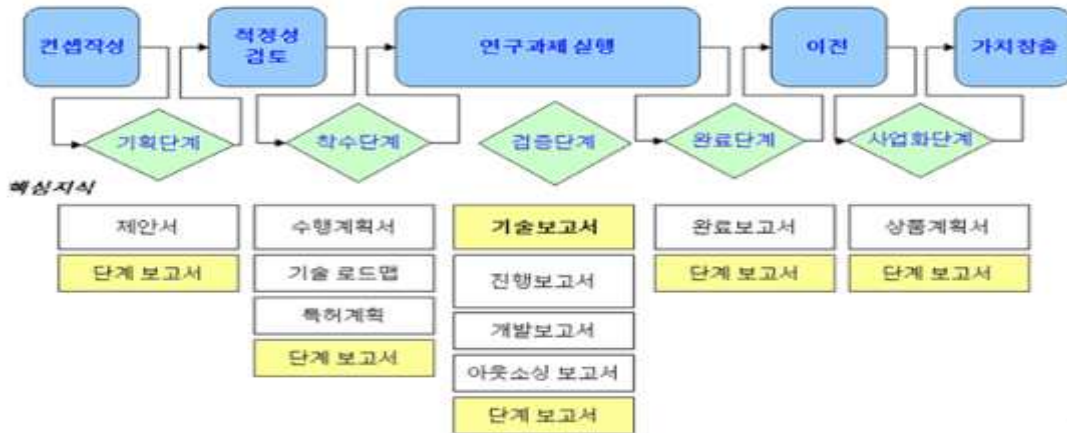 컨셉작성
적정성
검토
연구과제 실행
이전
가치창출
기획단계
착수단계
검증단계
완료단계
사업화단계
핵심지식
제안서
단계 보고서
수행계획서
기술 로드맵
특허계획
단계 보고서
기술보고서
진행보고서
개발보고서
아웃소싱 보고서
단계 보고서
완료보고서
단계 보고서
상품계획서
단계 보고서